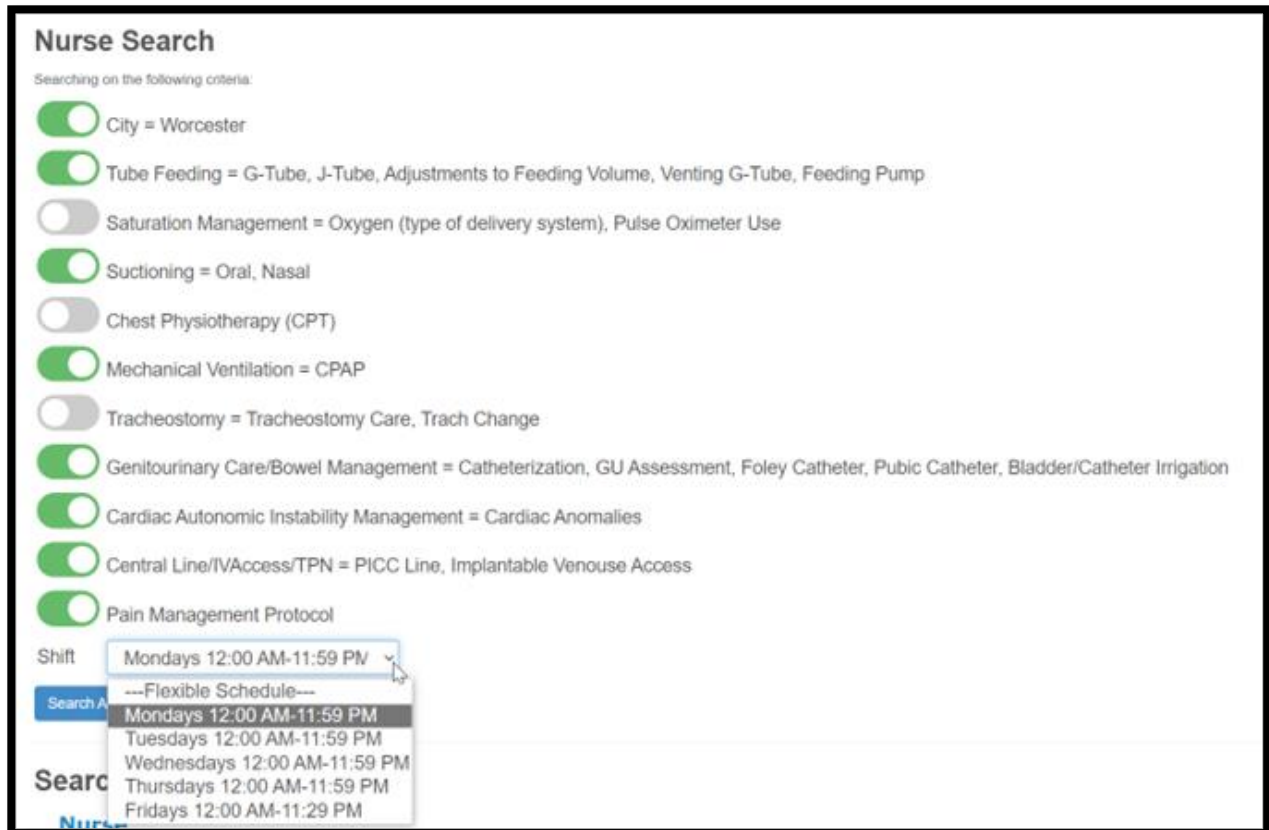 Nurse Search
Searching on the following criteria:
City = Worcester
Tube Feeding = G-Tube, J-Tube, Adjustments to Feeding Volume, Venting G-Tube, Feeding Pump
Saturation Management = Oxygen (type of delivery system), Pulse Oximeter Use
Suctioning = Oral, Nasal
Chest Physiotherapy (CPT)
Mechanical Ventilation = CPAP
Tracheostomy = Tracheostomy Care, Trach Change
Genitourinary Care/Bowel Management = Catheterization, GU Assessment, Foley Catheter, Pubic Catheter, Bladder/Catheter Irrigation
Cardiac Autonomic Instability Management = Cardiac Anomalies
Central Line/IVAccess/TPN = PICC Line, Implantable Venouse Access
Pain Management Protocol
Shift Mondays 12:00 AM-11:59 PM
---Flexible Schedule---
Search A
Mondays 12:00 AM-11:59 PM
Tuesdays 12:00 AM-11:59 PM
Wednesdays 12:00 AM-11:59 PM
Searc
Thursdays 12:00 AM-11:59 PM
Fridays 12:00 AM-11:29 PM
Nurse